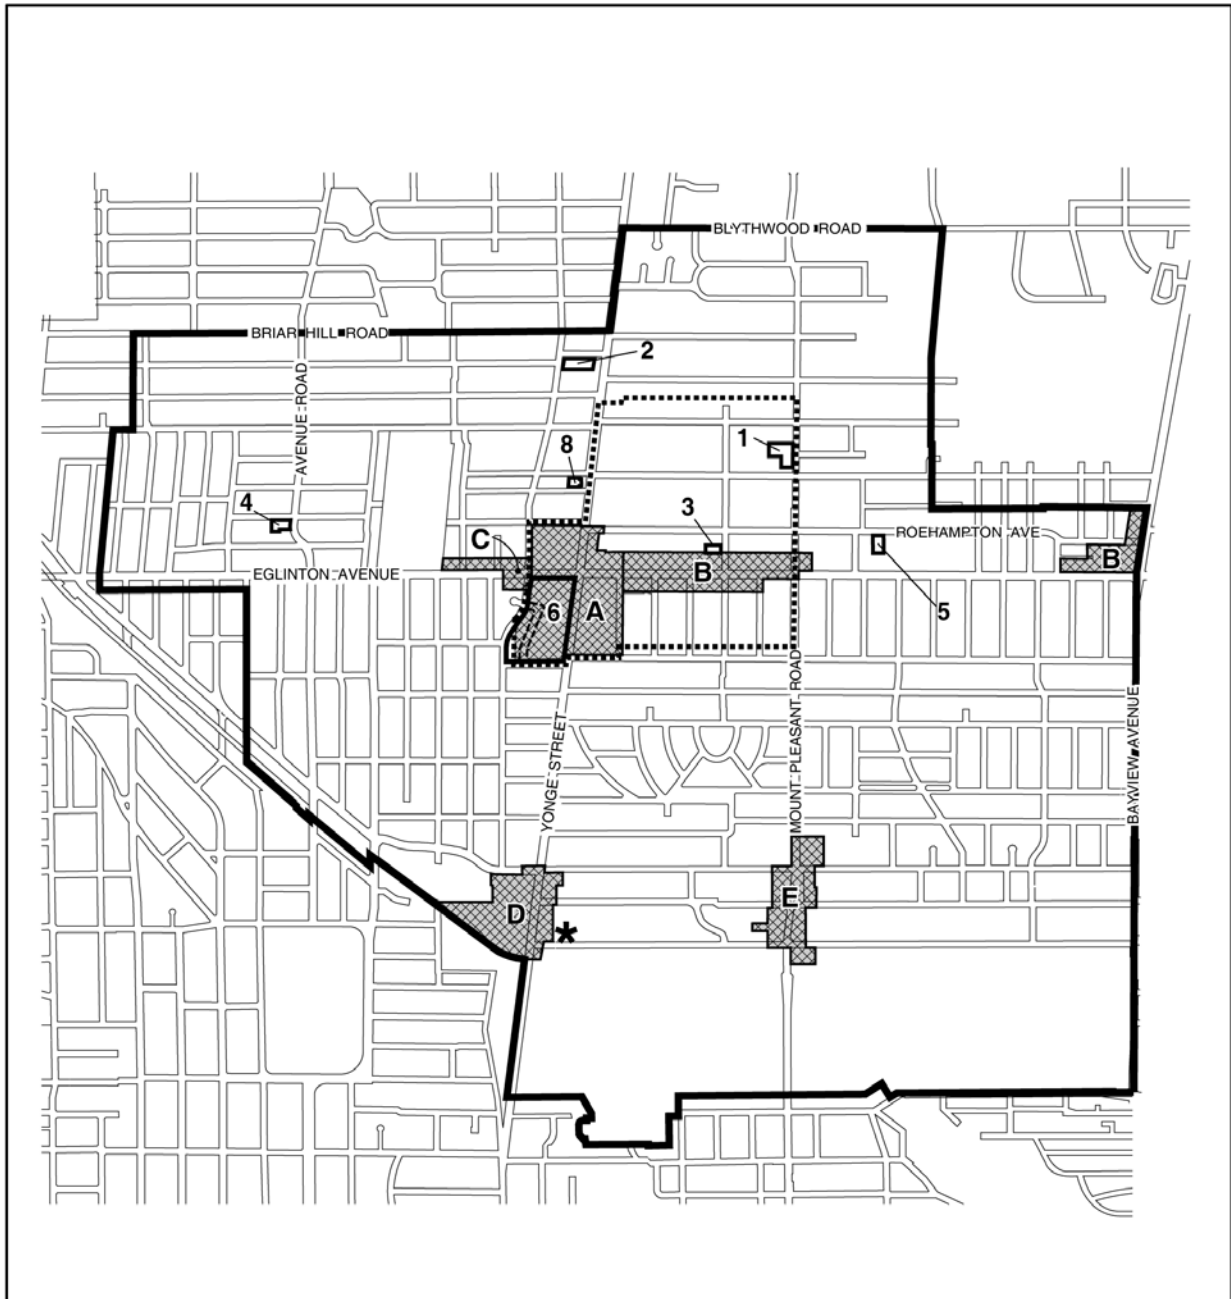 BLYTHWOOD ROAD
BRIAR HILL ROAD
2
AVENUE ROAD
1
8
4
3
ROEHAMPTON AVE
C
B
B
EGLINTON AVENUE
6
A
5
MOUNT PLEASANT ROAD
YONGE STREET
BAYVIEW AVENUE
E
D
*